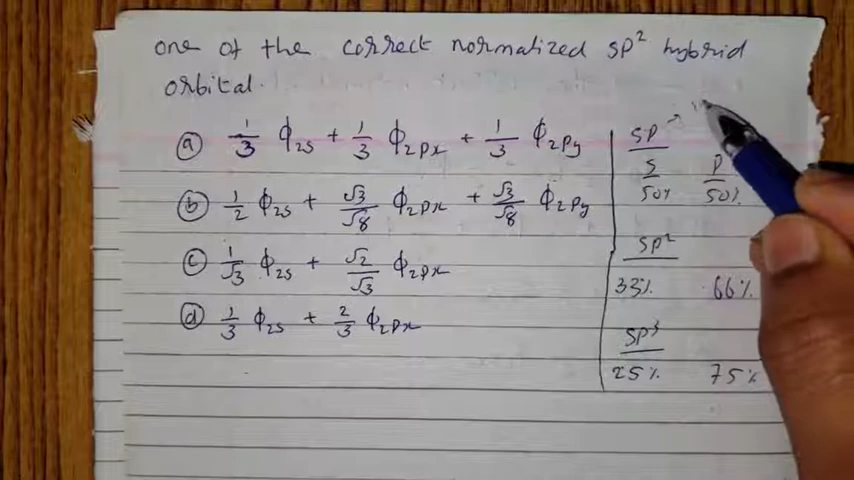 one of the correct normalized SP² hybrid
orbital.
(a) 1/3 ϕ2s + 1/3 ϕ2px + 1/3 ϕ2py
(b) 1/2 ϕ2s + √3/√8 ϕ2px + √3/√8 ϕ2py
(c) 1/√3 ϕ2s + √2/√3 ϕ2px
(d) 1/3 ϕ2s + 2/3 ϕ2px
SP →
S P
50% 50%
SP²
33% 66%
SP³
25% 75%